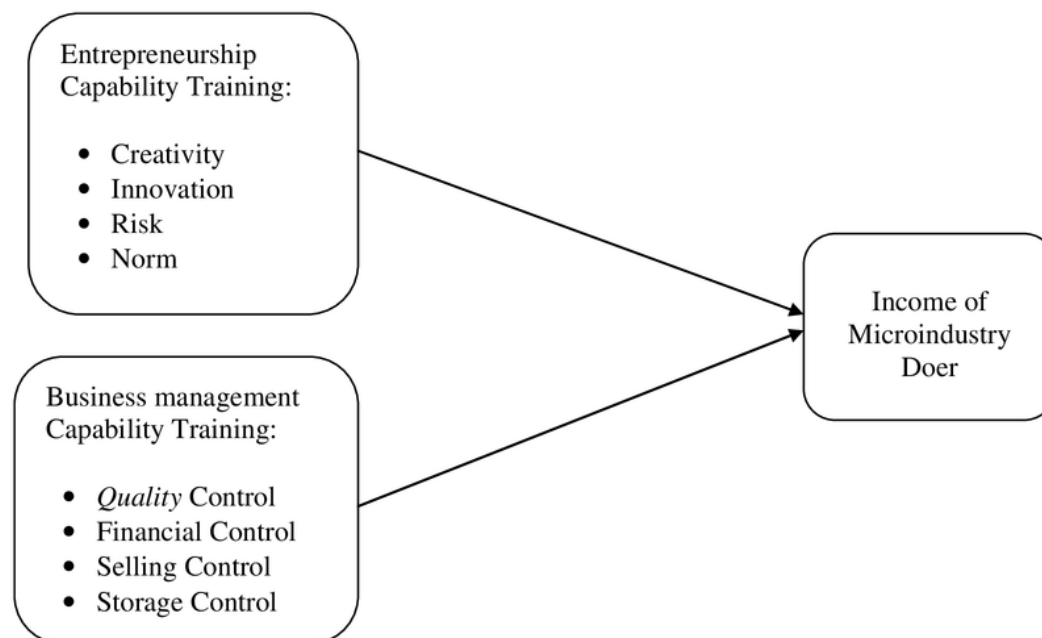 Entrepreneurship
Capability Training:
• Creativity
• Innovation
• Risk
• Norm
Business management
Capability Training:
• Quality Control
• Financial Control
• Selling Control
• Storage Control
Income of
Microindustry
Doer